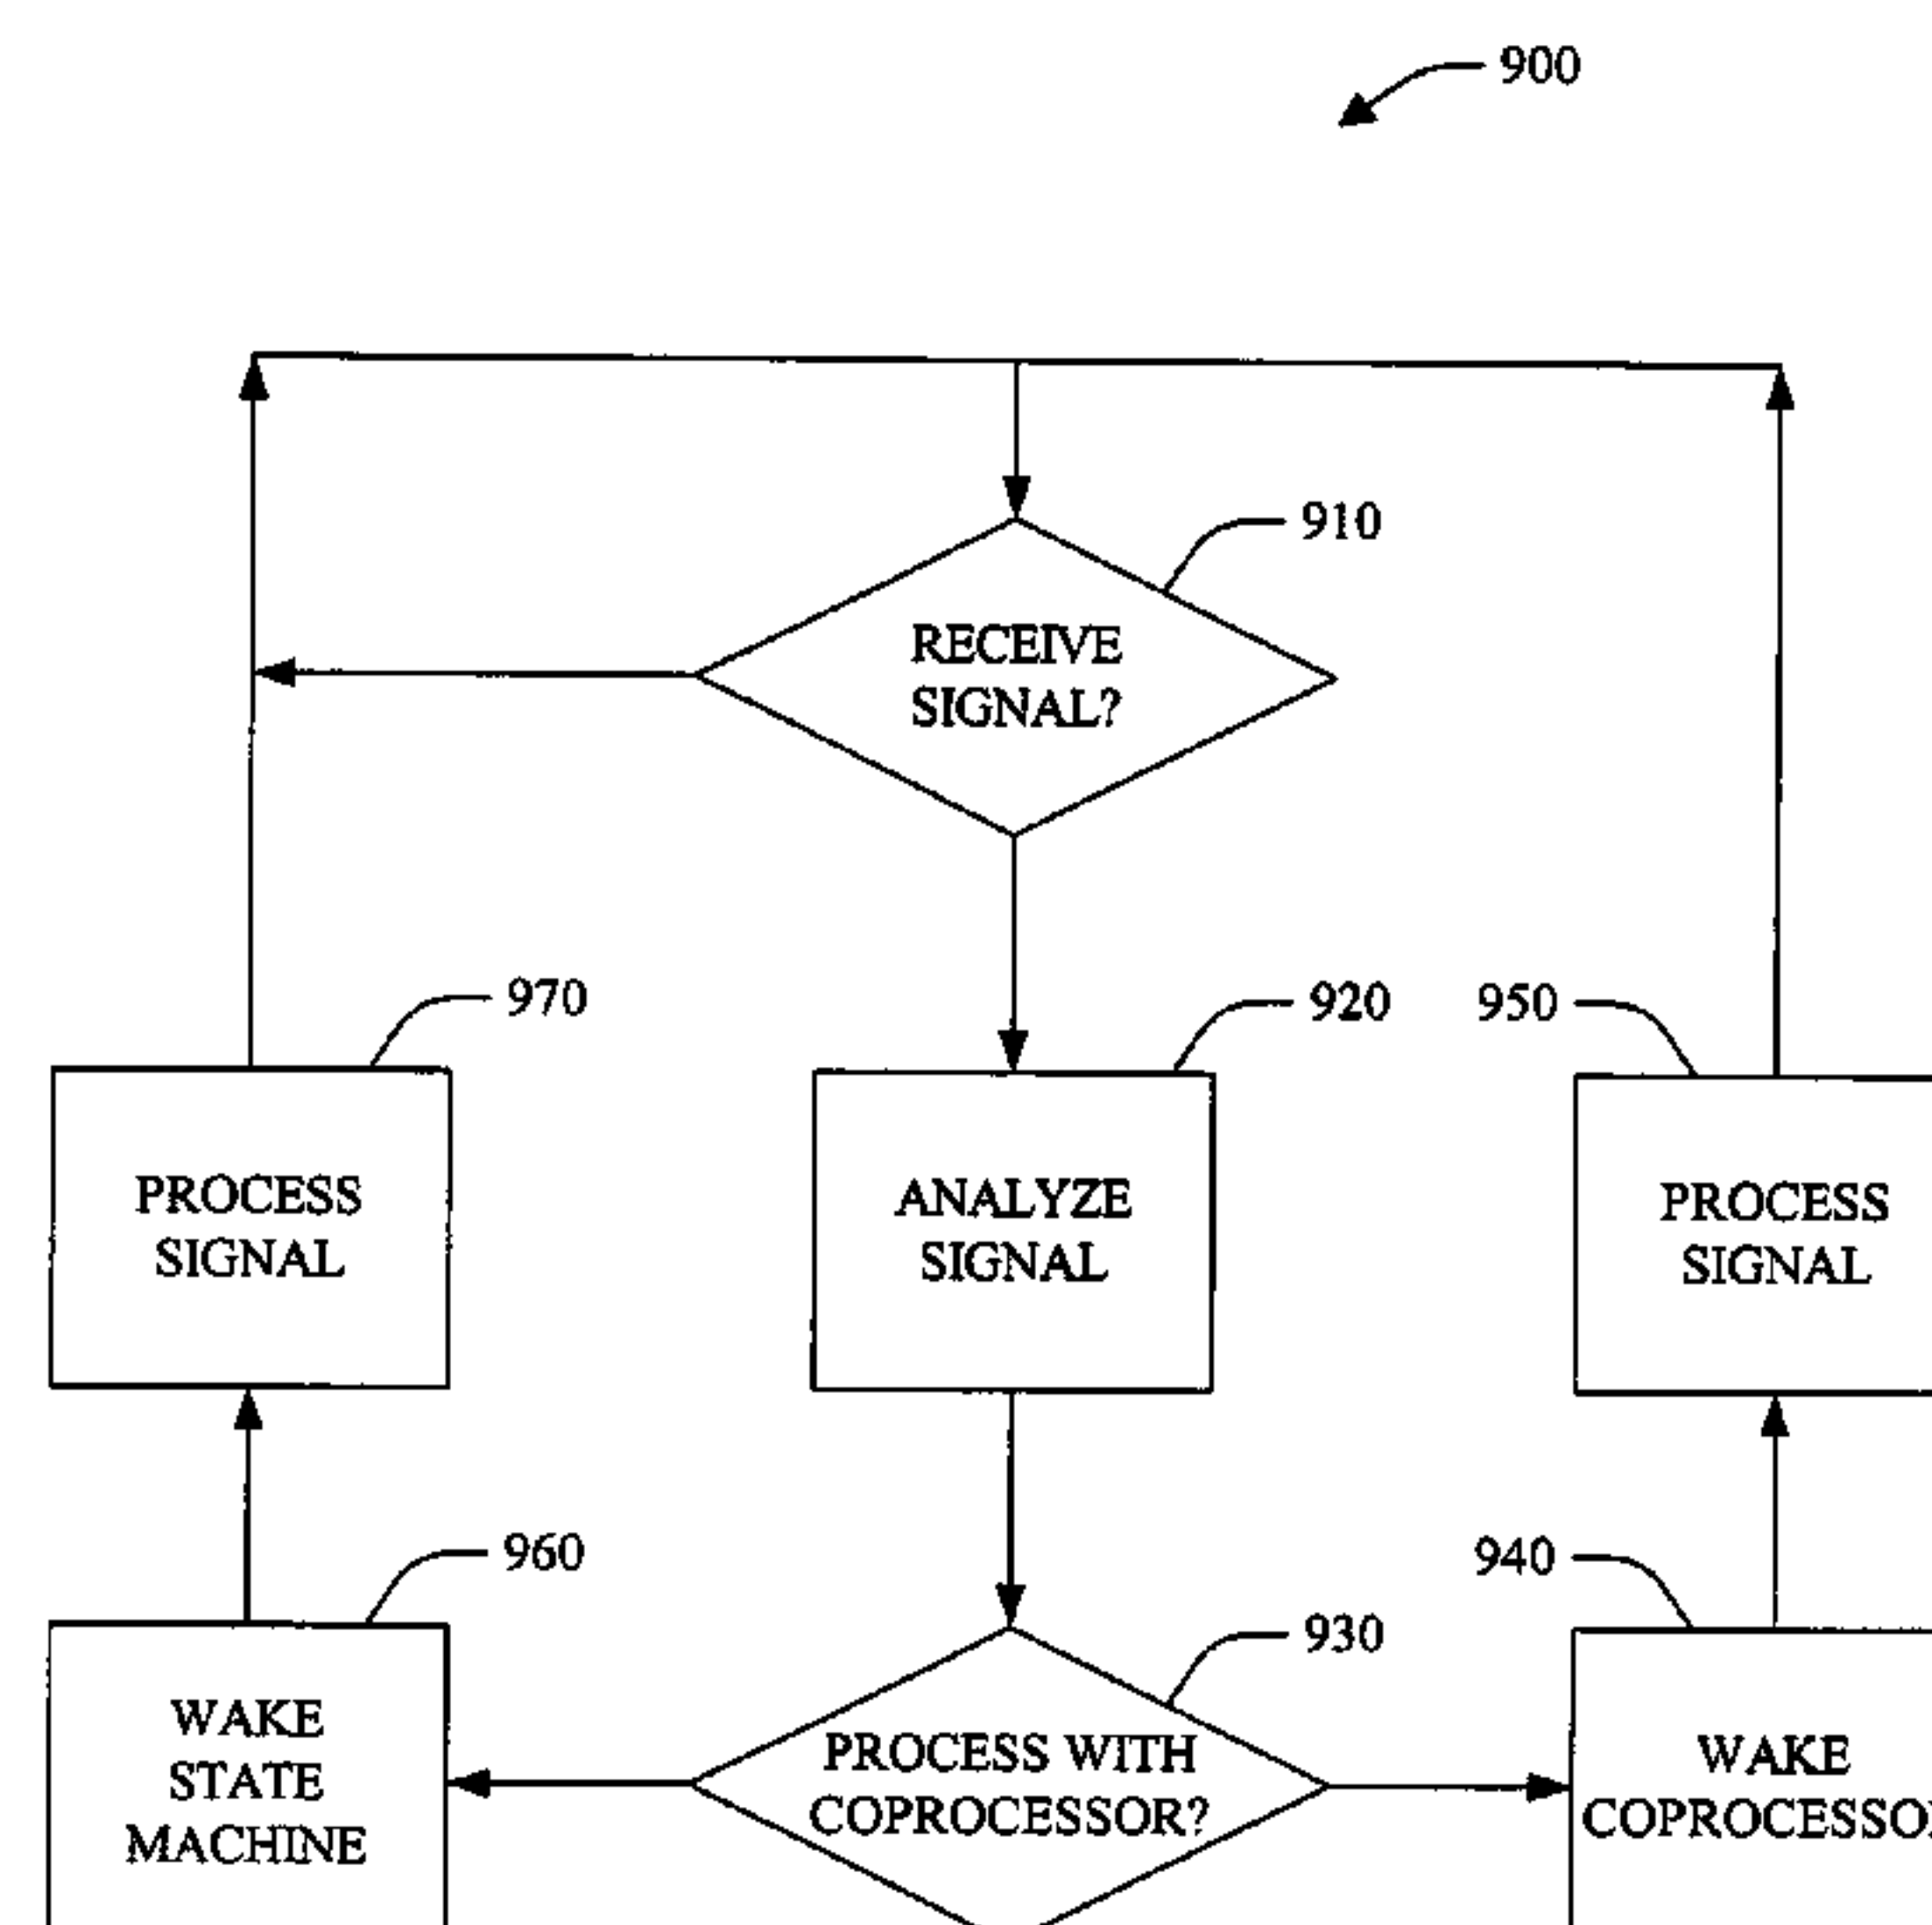 900
910
RECEIVE
SIGNAL?
970
920
950
PROCESS
SIGNAL
ANALYZE
SIGNAL
PROCESS
SIGNAL
960
940
930
WAKE
STATE
MACHINE
PROCESS WITH
COPROCESSOR?
WAKE